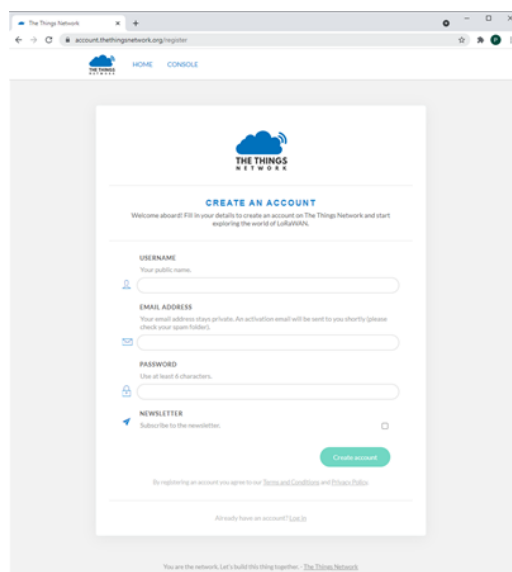 The Things Network
account.thethingsnetwork.org/register
P
THE THINGS
NETWORK
HOME
CONSOLE
THE THINGS
NETWORK
CREATE AN ACCOUNT
Welcome aboard! Fill in your details to create an account on The Things Network and start
exploring the world of LoRaWAN.
USERNAME
Your public name.
EMAIL ADDRESS
Your email address stays private. An activation email will be sent to you shortly (please
check your spam folder).
PASSWORD
Use at least 6 characters.
NEWSLETTER
Subscribe to the newsletter.
Create account
By registering an account you agree to our Terms and Conditions and Privacy Policy.
Already have an account? Log in
You are the network. Let's build this thing together. - The Things Network